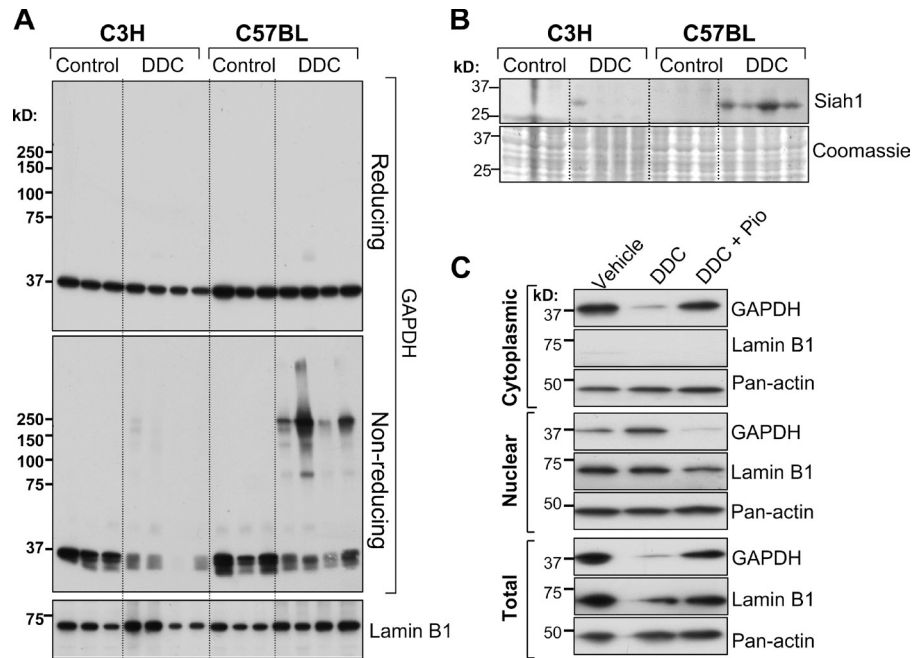 A
C3H C57BL
Control DDC Control DDC
kD:
250
150
100
75
37
Reducing
250
150
100
75
37
Non-reducing
GAPDH
75
Lamin B1
B
C3H C57BL
kD: Control DDC Control DDC
37
25
Siah1
37
25
Coomassie
C
Vehicle DDC DDC + Pio
kD:
Cytoplasmic
37 GAPDH
75 Lamin B1
50 Pan-actin
Nuclear
37 GAPDH
75 Lamin B1
50 Pan-actin
Total
37 GAPDH
75 Lamin B1
50 Pan-actin